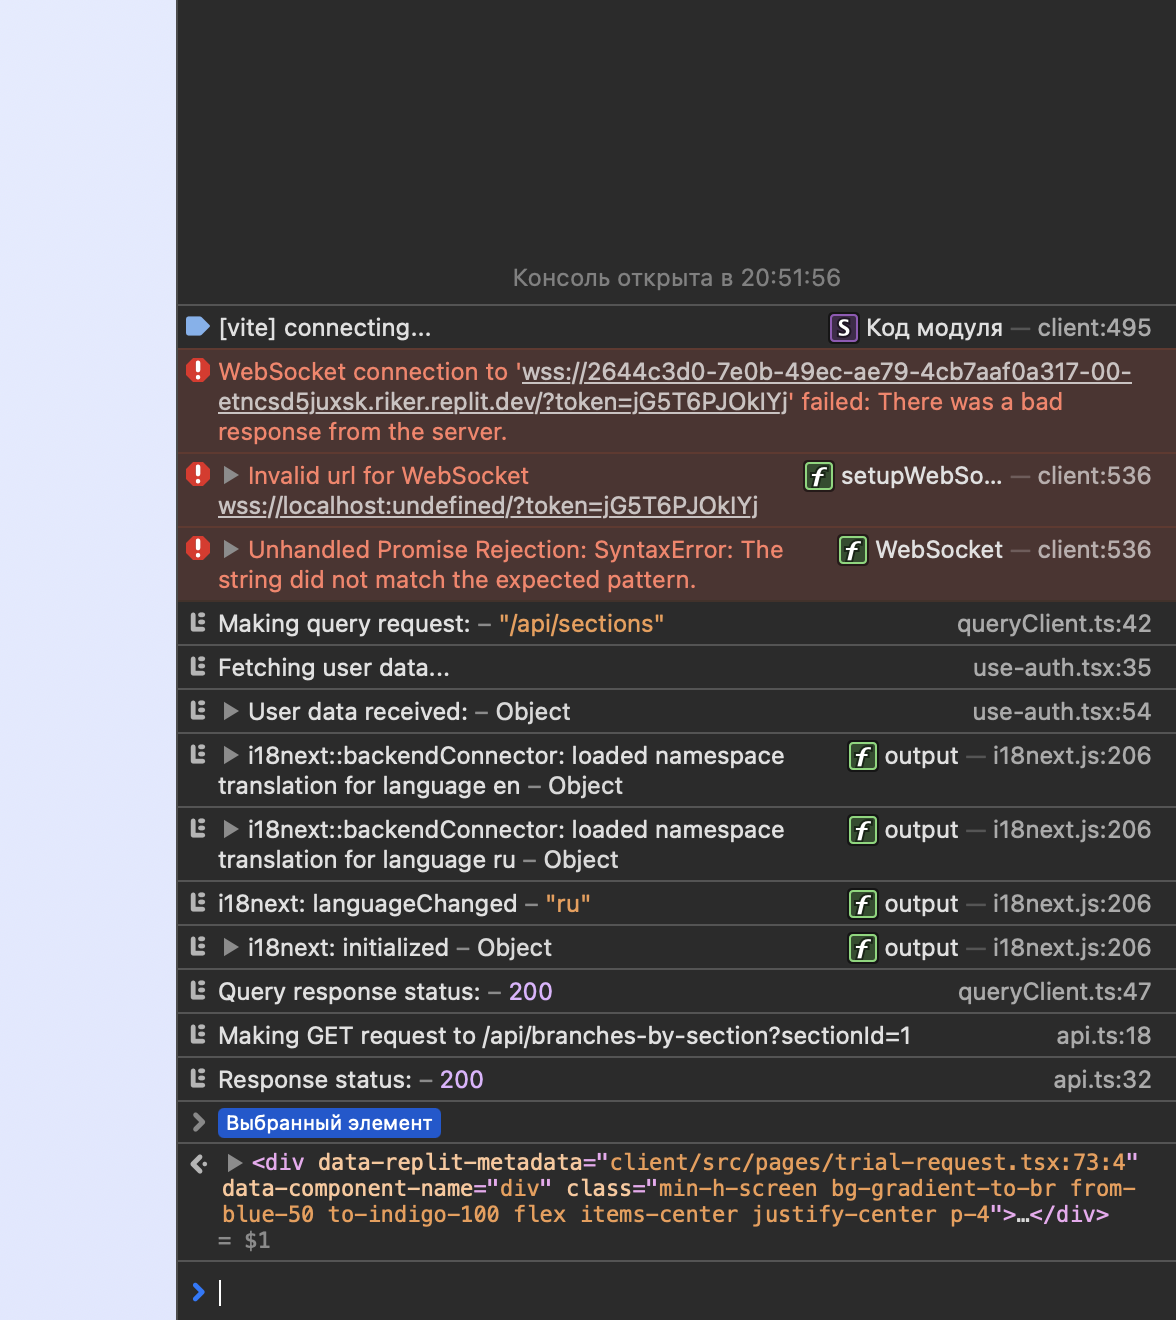 Консоль открыта в 20:51:56
[vite] connecting... S Код модуля — client:495
WebSocket connection to 'wss://2644c3d0-7e0b-49ec-ae79-4cb7aaf0a317-00-
etncsd5juxsk.riker.replit.dev/?token=jG5T6PJOkIYj' failed: There was a bad
response from the server.
Invalid url for WebSocket f setupWebSo... — client:536
wss://localhost:undefined/?token=jG5T6PJOkIYj
Unhandled Promise Rejection: SyntaxError: The f WebSocket — client:536
string did not match the expected pattern.
Making query request: – "/api/sections" queryClient.ts:42
Fetching user data... use-auth.tsx:35
User data received: – Object use-auth.tsx:54
i18next::backendConnector: loaded namespace f output — i18next.js:206
translation for language en – Object
i18next::backendConnector: loaded namespace f output — i18next.js:206
translation for language ru – Object
i18next: languageChanged – "ru" f output — i18next.js:206
i18next: initialized – Object f output — i18next.js:206
Query response status: – 200 queryClient.ts:47
Making GET request to /api/branches-by-section?sectionId=1 api.ts:18
Response status: – 200 api.ts:32
Выбранный элемент
<div data-replit-metadata="client/src/pages/trial-request.tsx:73:4"
data-component-name="div" class="min-h-screen bg-gradient-to-br from-
blue-50 to-indigo-100 flex items-center justify-center p-4">…</div>
= $1